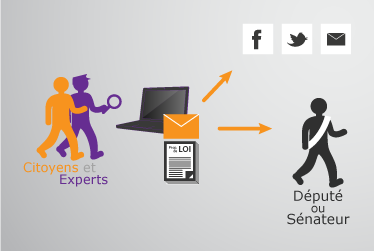 LOI
Citoyens et
Experts
Député
ou
Sénateur